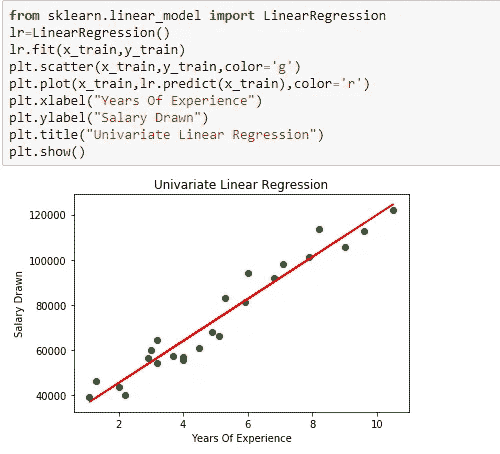 from sklearn.linear_model import LinearRegression
lr=LinearRegression()
lr.fit(x_train,y_train)
plt.scatter(x_train,y_train,color='g')
plt.plot(x_train,lr.predict(x_train),color='r')
plt.xlabel("Years Of Experience")
plt.ylabel("Salary Drawn")
plt.title("Univariate Linear Regression")
plt.show()
Univariate Linear Regression
120000
100000
80000
60000
40000
Salary Drawn
2 4 6 8 10
Years Of Experience